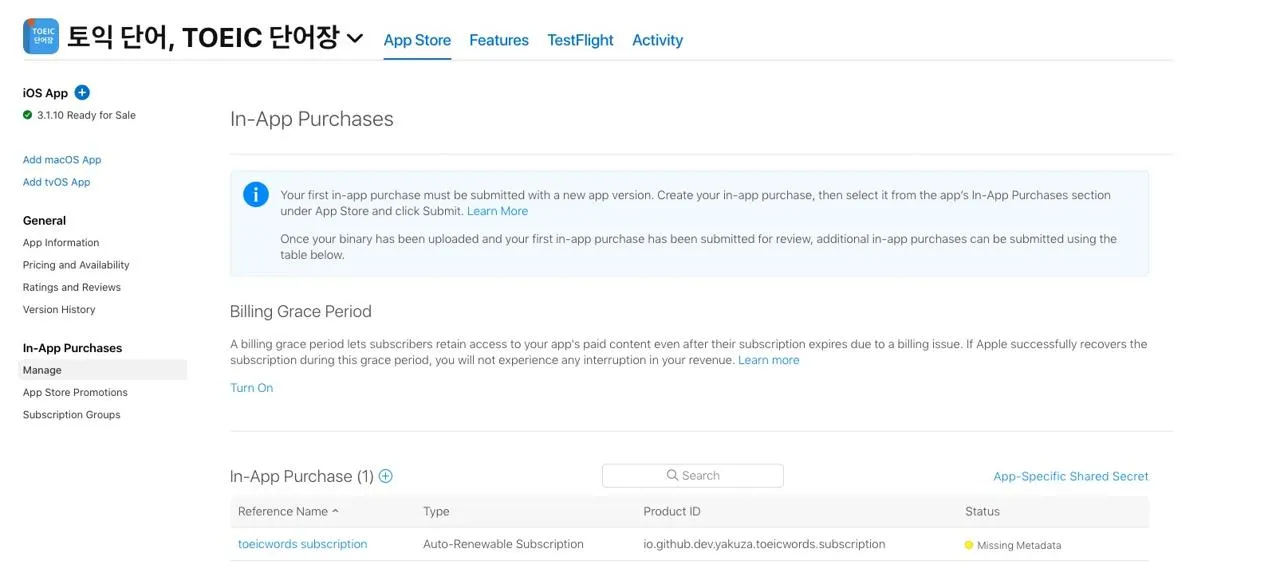 TOEIC
단어장
토익 단어, TOEIC 단어장
App Store Features TestFlight Activity
iOS App
3.1.10 Ready for Sale
Add macOS App
Add tvOS App
General
App Information
Pricing and Availability
Ratings and Reviews
Version History
In-App Purchases
Manage
App Store Promotions
Subscription Groups
In-App Purchases
Your first in-app purchase must be submitted with a new app version. Create your in-app purchase, then select it from the app's In-App Purchases section
under App Store and click Submit. Learn More
Once your binary has been uploaded and your first in-app purchase has been submitted for review, additional in-app purchases can be submitted using the
table below.
Billing Grace Period
A billing grace period lets subscribers retain access to your app's paid content even after their subscription expires due to a billing issue. If Apple successfully recovers the
subscription during this grace period, you will not experience any interruption in your revenue. Learn more
Turn On
In-App Purchase (1) Search App-Specific Shared Secret
Reference Name Type Product ID Status
toeicwords subscription Auto-Renewable Subscription io.github.dev.yakuza.toeicwords.subscription Missing Metadata